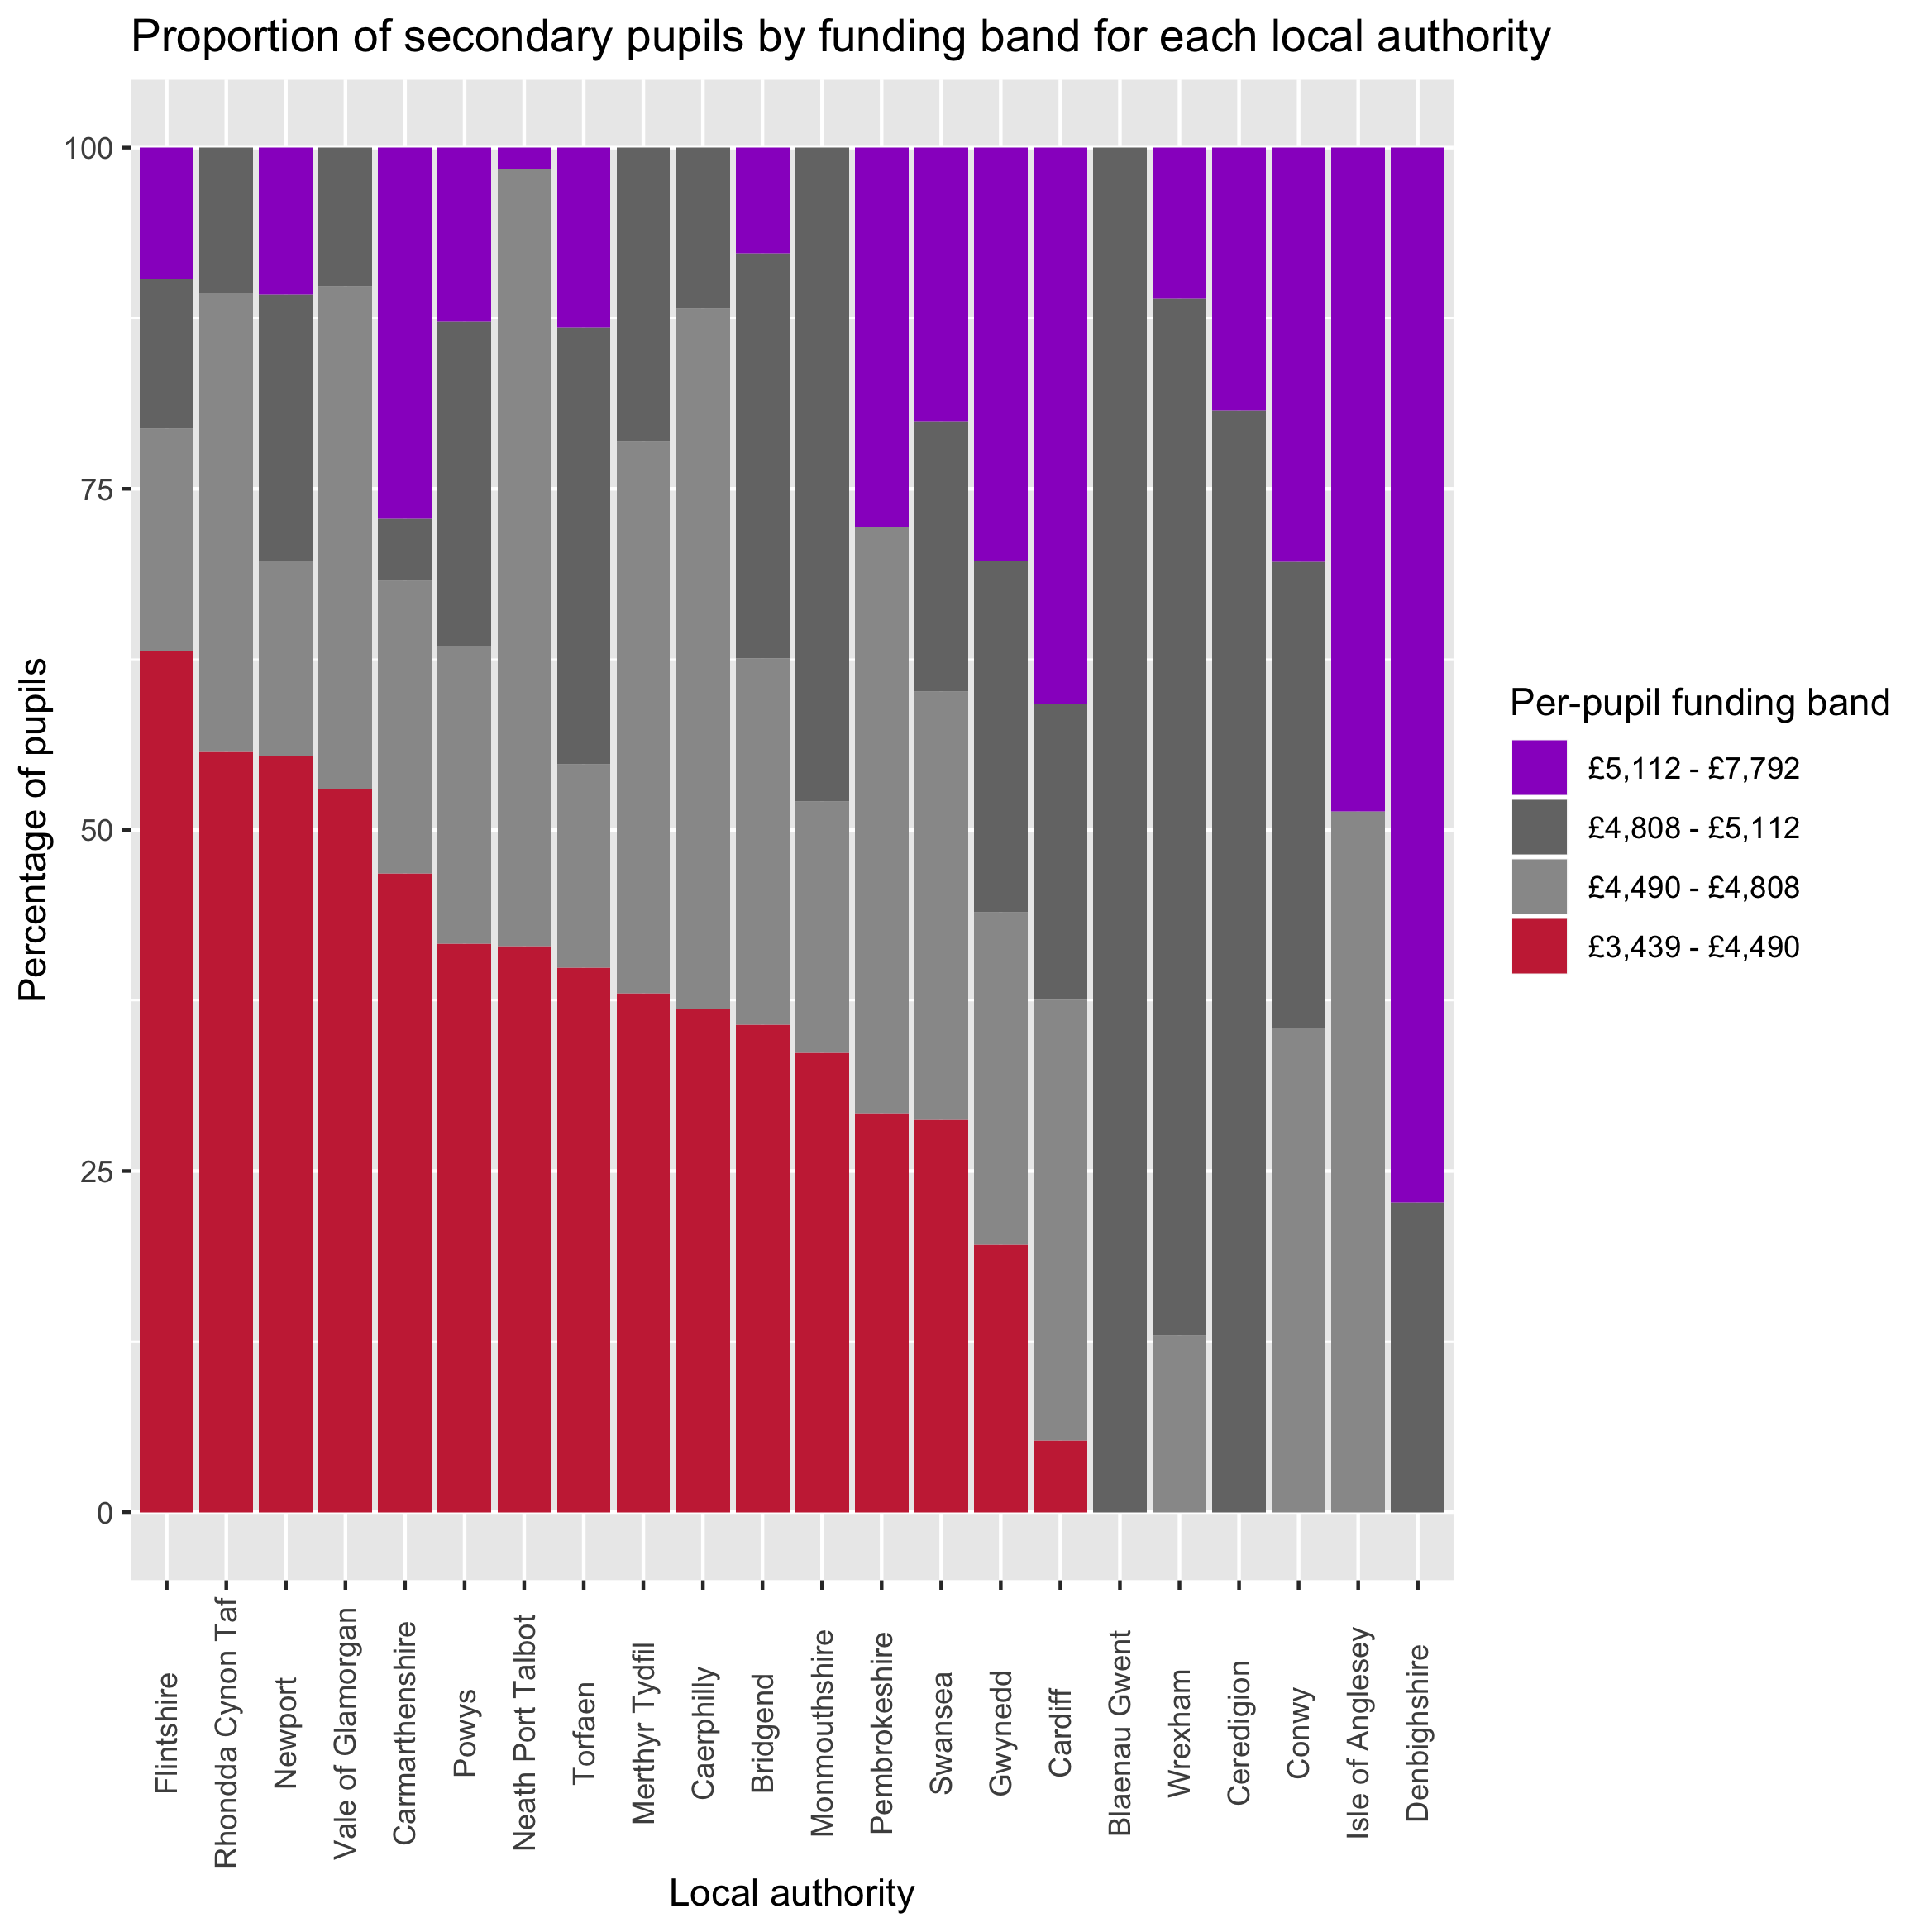 Proportion of secondary pupils by funding band for each local authority
100
75
50
25
0
Percentage of pupils
Per-pupil funding band
£5,112 - £7,792
£4,808 - £5,112
£4,490 - £4,808
£3,439 - £4,490
Flintshire
Rhondda Cynon Taf
Newport
Vale of Glamorgan
Carmarthenshire
Powys
Neath Port Talbot
Torfaen
Merthyr Tydfil
Caerphilly
Bridgend
Monmouthshire
Pembrokeshire
Swansea
Gwynedd
Cardiff
Blaenau Gwent
Wrexham
Ceredigion
Conwy
Isle of Anglesey
Denbighshire
Local authority